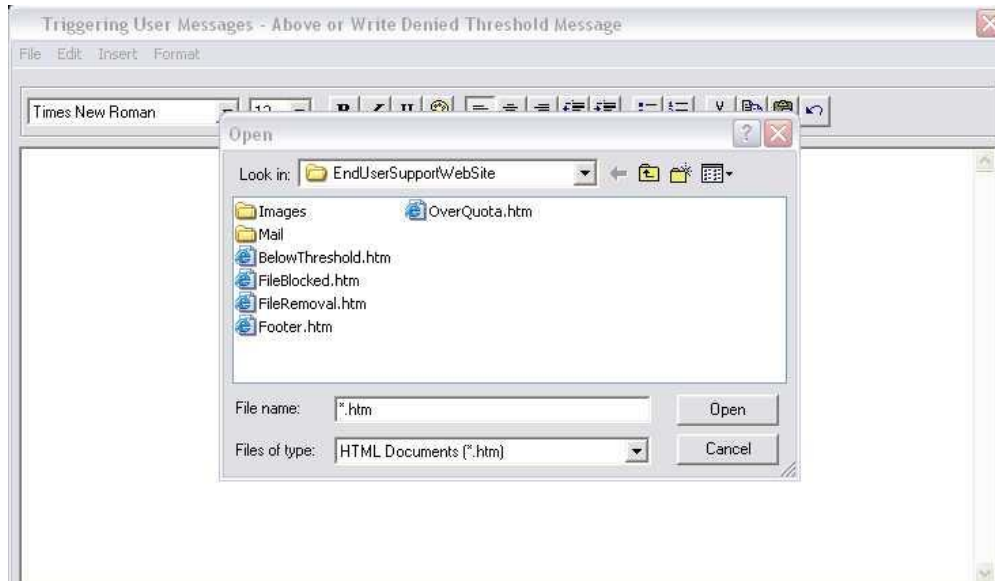 Triggering User Messages - Above or Write Denied Threshold Message
File Edit Insert Format
Times New Roman 12
Open
Look in: EndUserSupportWebSite
Images
Mail
BelowThreshold.htm
FileBlocked.htm
FileRemoval.htm
Footer.htm
OverQuota.htm
File name: *.htm Open
Files of type: HTML Documents (*.htm) Cancel